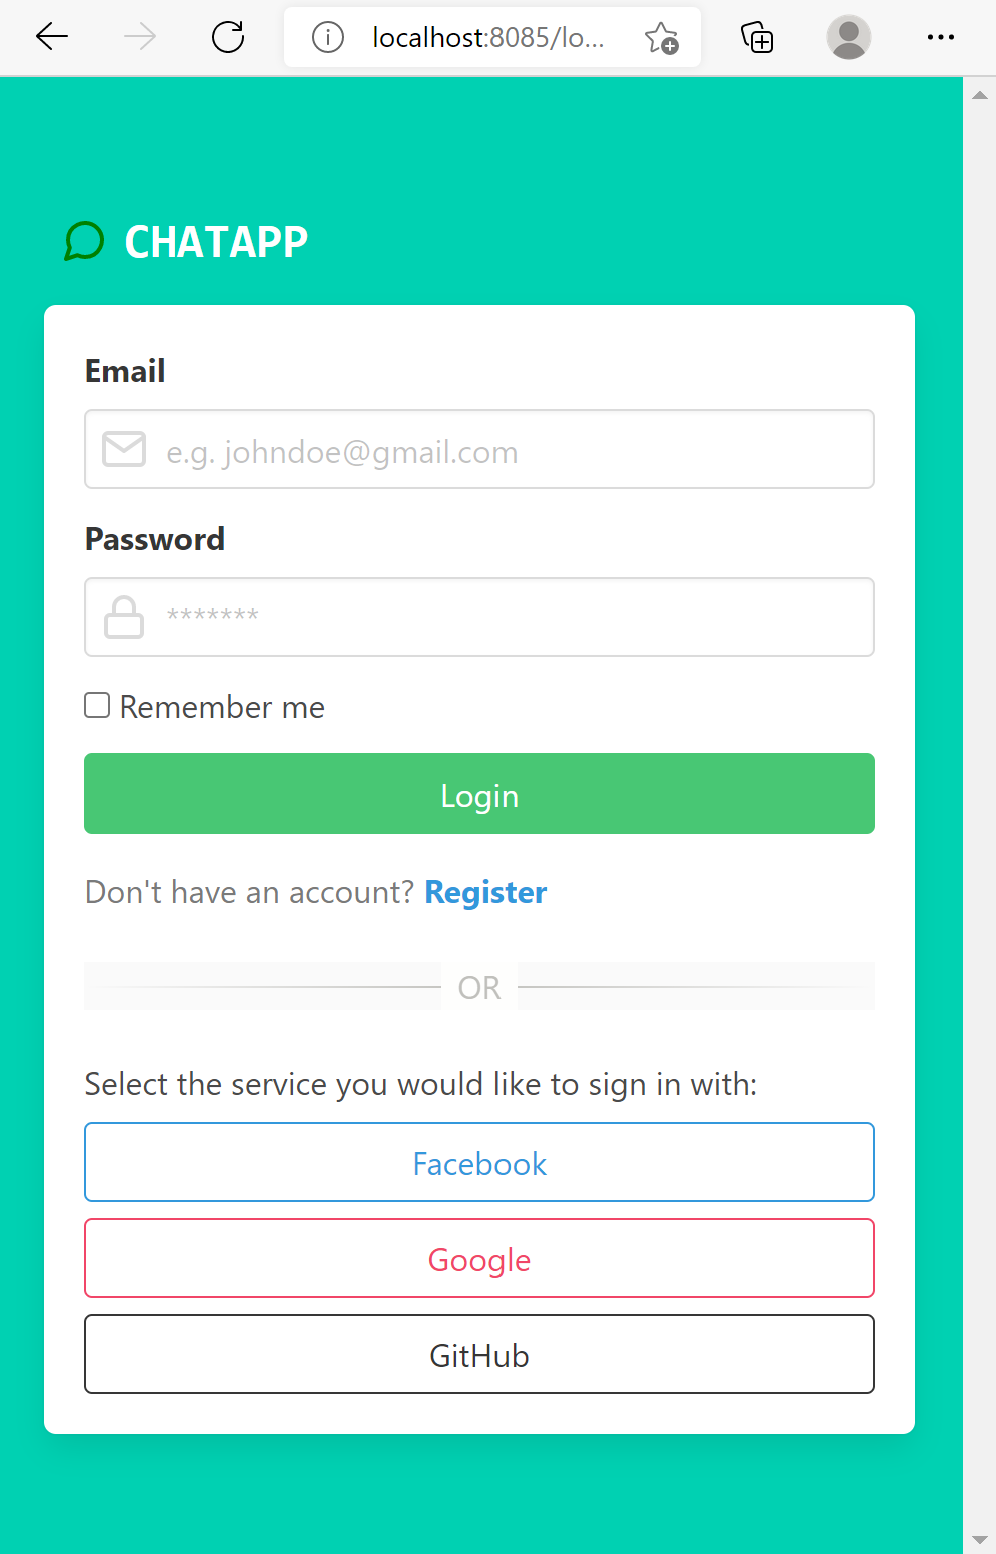 localhost:8085/lo...
CHATAPP
Email
e.g. johndoe@gmail.com
Password
*******
Remember me
Login
Don't have an account? Register
OR
Select the service you would like to sign in with:
Facebook
Google
GitHub